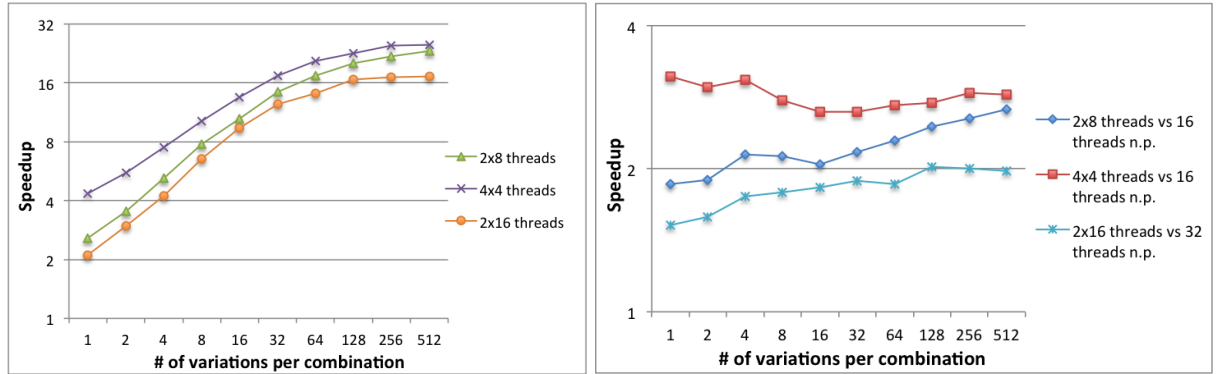 32
16
8
4
2
1
Speedup
1 2 4 8 16 32 64 128 256 512
# of variations per combination
2x8 threads
4x4 threads
2x16 threads
4
2
1
Speedup
1 2 4 8 16 32 64 128 256 512
# of variations per combination
2x8 threads vs 16
threads n.p.
4x4 threads vs 16
threads n.p.
2x16 threads vs 32
threads n.p.